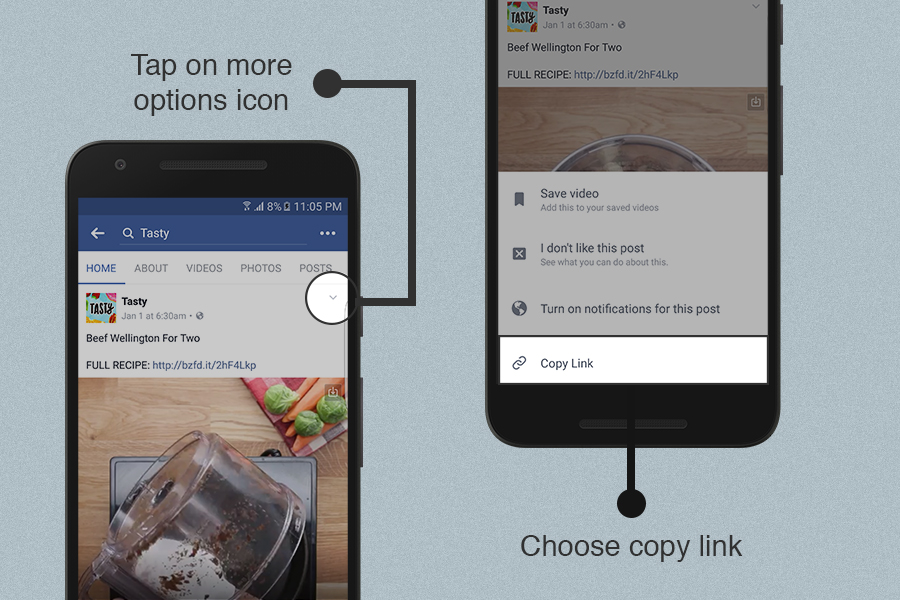 Tap on more
options icon
8% 11:05 PM
Tasty
HOME ABOUT VIDEOS PHOTOS POSTS
TASTY
Tasty
Jan 1 at 6:30am •
Beef Wellington For Two
FULL RECIPE: http://bzfd.it/2hF4Lkp
TASTY
Tasty
Jan 1 at 6:30am •
Beef Wellington For Two
FULL RECIPE: http://bzfd.it/2hF4Lkp
Save video
Add this to your saved videos
I don't like this post
See what you can do about this.
Turn on notifications for this post
Copy Link
Choose copy link